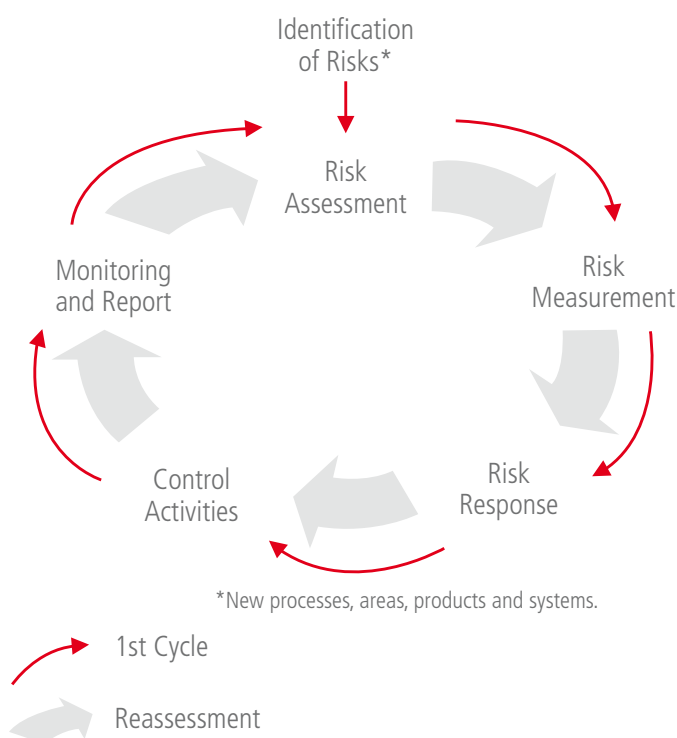 Identification
of Risks*
Risk
Assessment
Monitoring
and Report
Risk
Measurement
Control
Activities
Risk
Response
*New processes, areas, products and systems.
1st Cycle
Reassessment